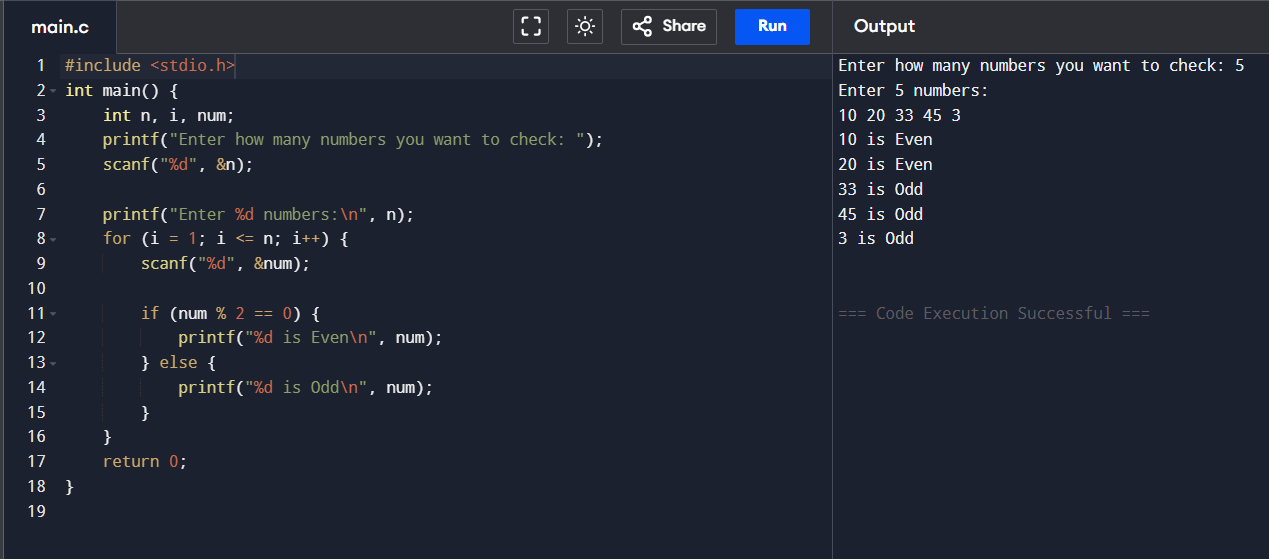 main.c
Share
Run
Output
1 #include <stdio.h>
2 int main() {
3     int n, i, num;
4     printf("Enter how many numbers you want to check: ");
5     scanf("%d", &n);
6
7     printf("Enter %d numbers:\n", n);
8     for (i = 1; i <= n; i++) {
9         scanf("%d", &num);
10
11         if (num % 2 == 0) {
12             printf("%d is Even\n", num);
13         } else {
14             printf("%d is Odd\n", num);
15         }
16     }
17     return 0;
18 }
19
Enter how many numbers you want to check: 5
Enter 5 numbers:
10 20 33 45 3
10 is Even
20 is Even
33 is Odd
45 is Odd
3 is Odd
=== Code Execution Successful ===